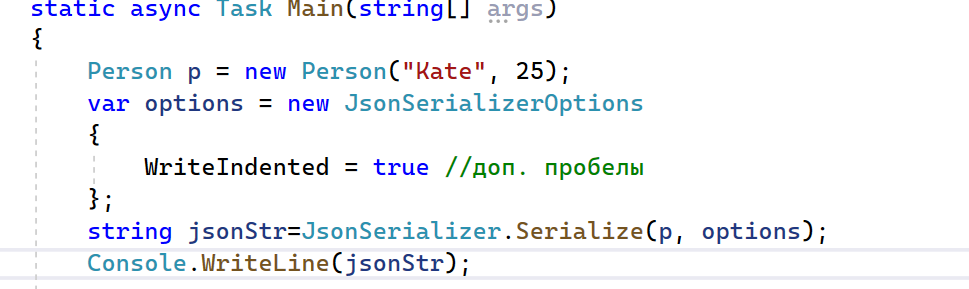 static async Task Main(string[] args)
{
Person p = new Person("Kate", 25);
var options = new JsonSerializerOptions
{
WriteIndented = true //доп. пробелы
};
string jsonStr=JsonSerializer.Serialize(p, options);
Console.WriteLine(jsonStr);